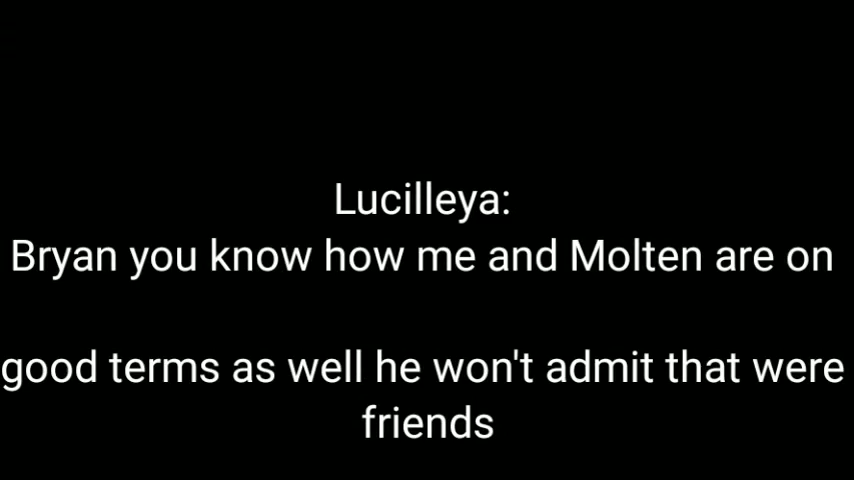 Lucilleya:
Bryan you know how me and Molten are on
good terms as well he won't admit that were
friends